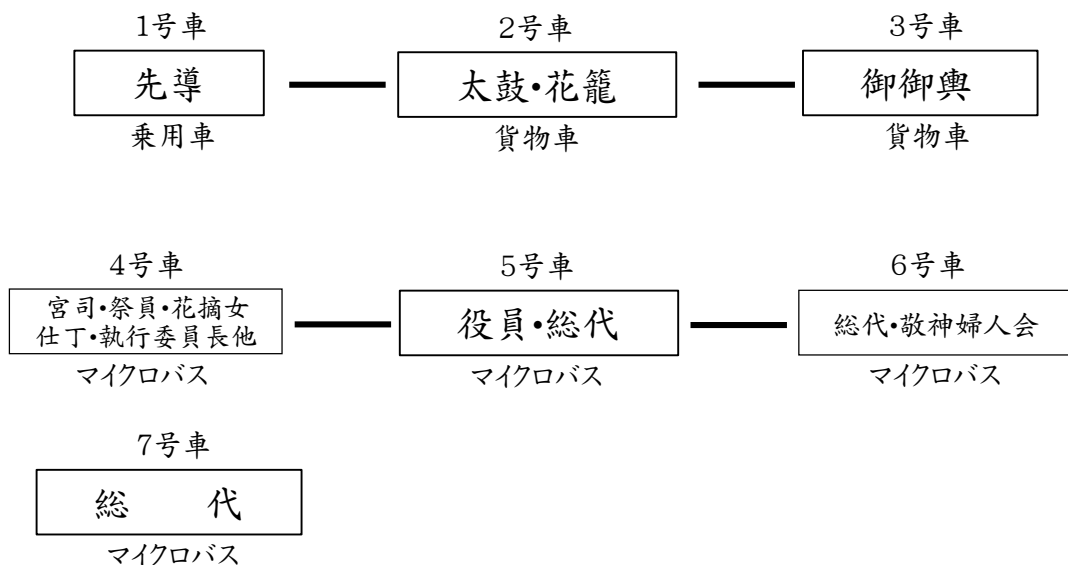 1号車
先導
乗用車
2号車
太鼓・花籠
貨物車
3号車
御御輿
貨物車
4号車
宮司・祭員・花摘女
仕丁・執行委員長他
マイクロバス
5号車
役員・総代
マイクロバス
6号車
総代・敬神婦人会
マイクロバス
7号車
総　　代
マイクロバス